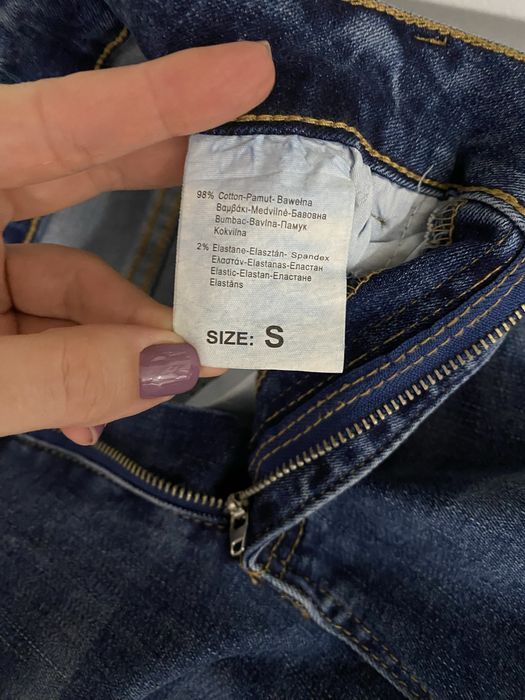 98% Cotton-Pamut- Bawełna
Βαμβάκι-Medvilnė-Бавовна
Bumbac-Bavlna-Памук
Kokvilna
2% Elastane-Elasztán- Spandex
Ελαστάν-Elastanas-Еластан
Elastic-Elastan-Еластане
Elastāns
SIZE: S